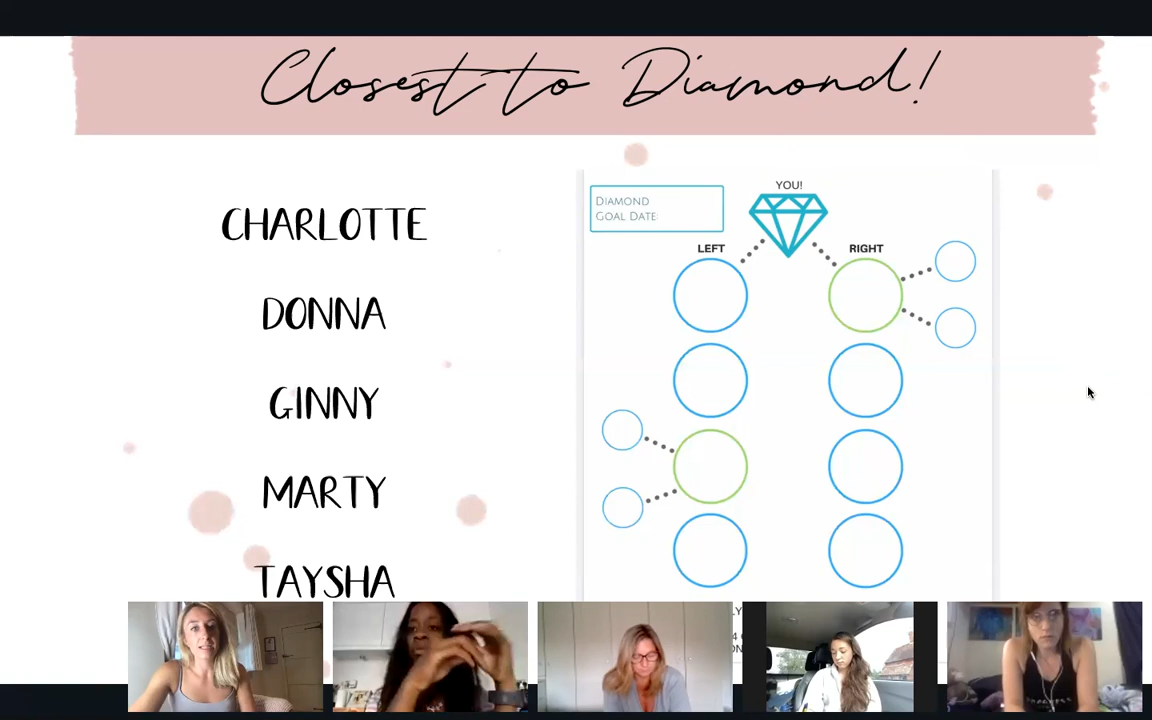 Closest to Diamond!
CHARLOTTE
DONNA
GINNY
MARTY
TAYSHA
YOU!
DIAMOND
GOAL DATE:
LEFT
RIGHT